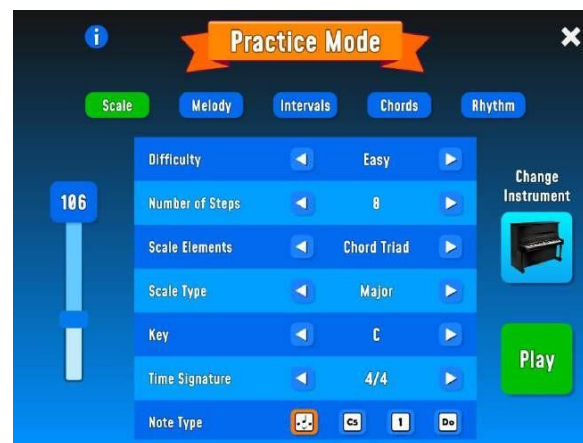 i
Practice Mode
Scale Melody Intervals Chords Rhythm
106
Difficulty Easy
Number of Steps 8
Scale Elements Chord Triad
Scale Type Major
Key C
Time Signature 4/4
Note Type C5 1 Do
Change
Instrument
Play